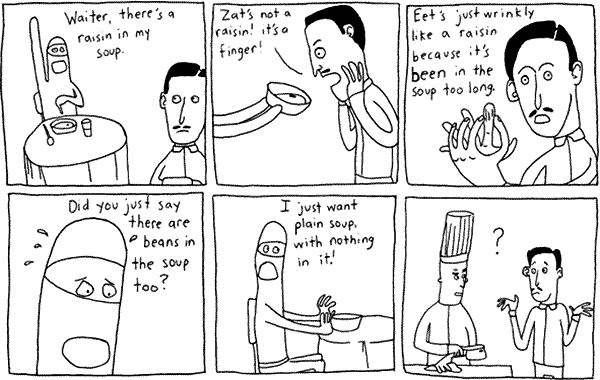 Waiter, there's a
raisin in my
soup.
Zat's not a
raisin! it's a
finger!
Eet's just wrinkly
like a raisin
because it's
been in the
soup too long.
Did you just say
there are
beans in
the soup
too?
I just want
plain soup,
with nothing
in it!
?